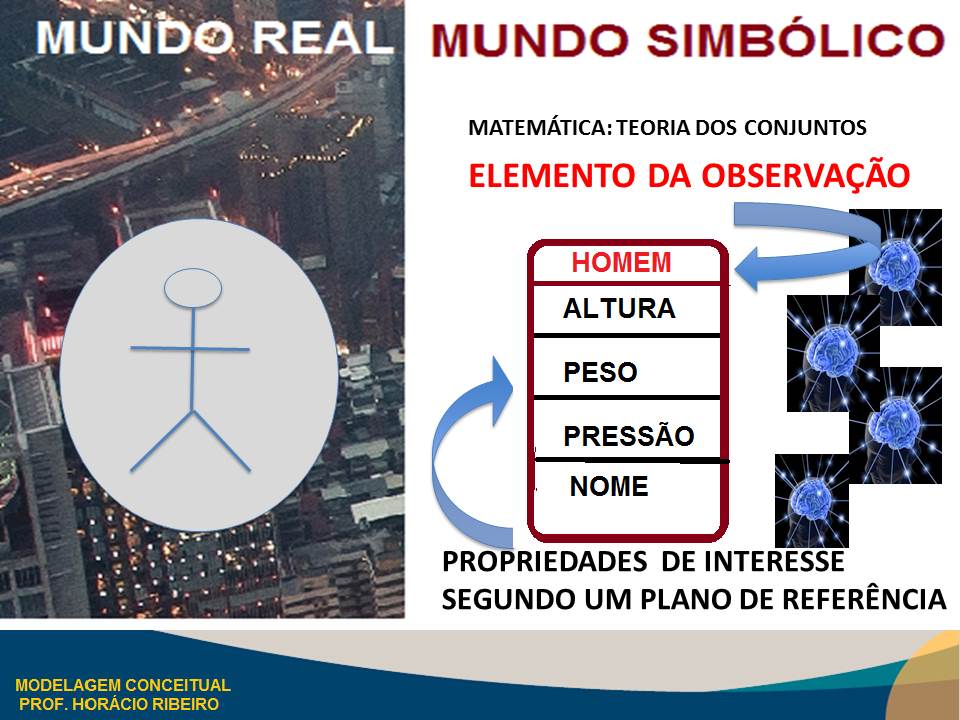 MUNDO REAL
MUNDO SIMBÓLICO
MATEMÁTICA: TEORIA DOS CONJUNTOS
ELEMENTO DA OBSERVAÇÃO
HOMEM
ALTURA
PESO
PRESSÃO
NOME
PROPRIEDADES DE INTERESSE
SEGUNDO UM PLANO DE REFERÊNCIA
MODELAGEM CONCEITUAL
PROF. HORÁCIO RIBEIRO